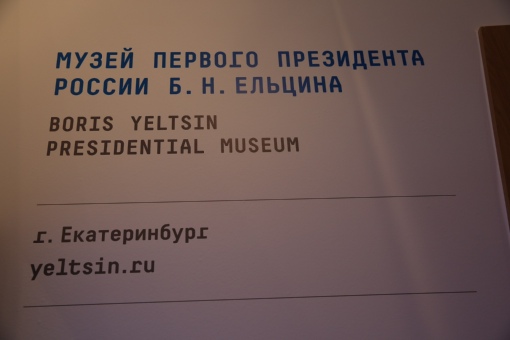 МУЗЕЙ ПЕРВОГО ПРЕЗИДЕНТА
РОССИИ Б.Н.ЕЛЬЦИНА
BORIS YELTSIN
PRESIDENTIAL MUSEUM
г. Екатеринбург
yeltsin.ru